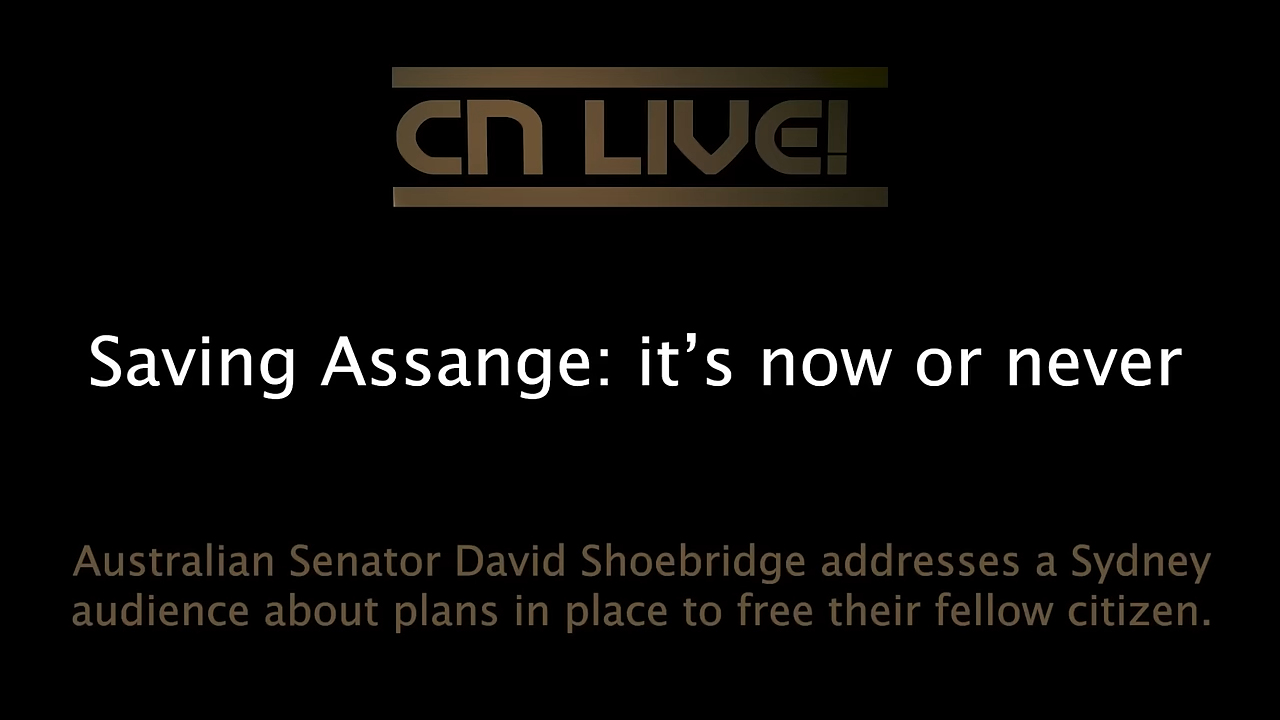 CN LIVE!
Saving Assange: it’s now or never
Australian Senator David Shoebridge addresses a Sydney
audience about plans in place to free their fellow citizen.